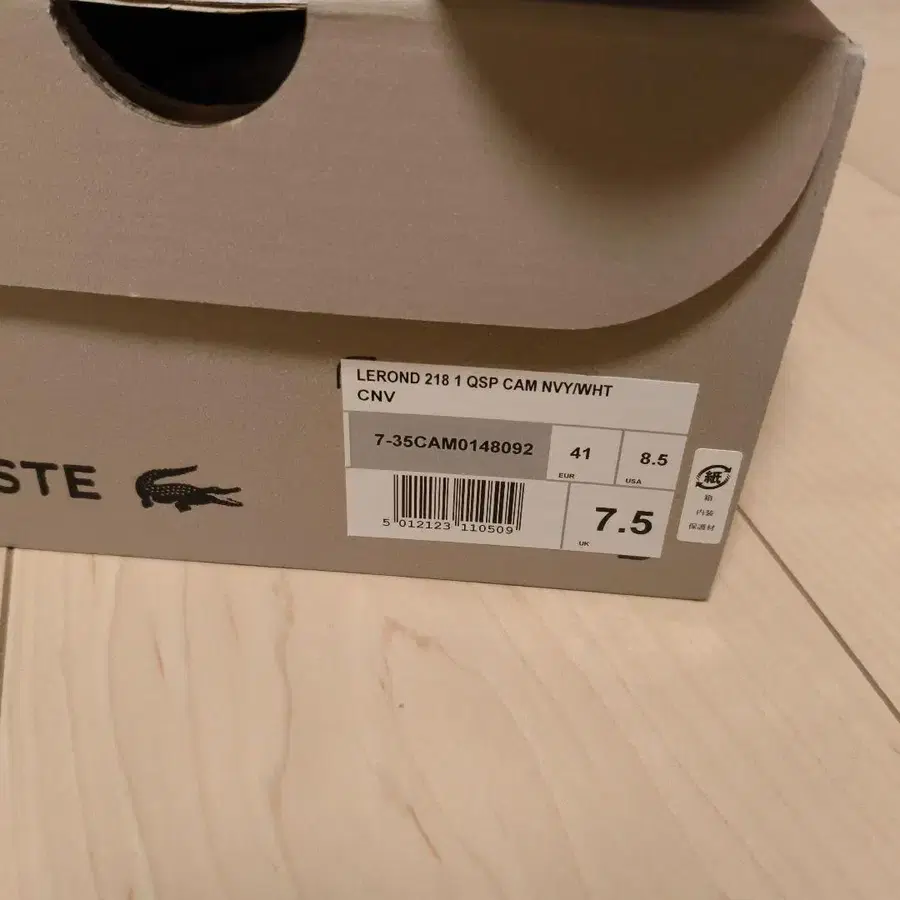 LEROND 218 1 QSP CAM NVY/WHT
CNV
7-35CAM0148092
41
EUR
8.5
USA
5 012123 110509
7.5
UK
STE
紙
箱
内装
保護材